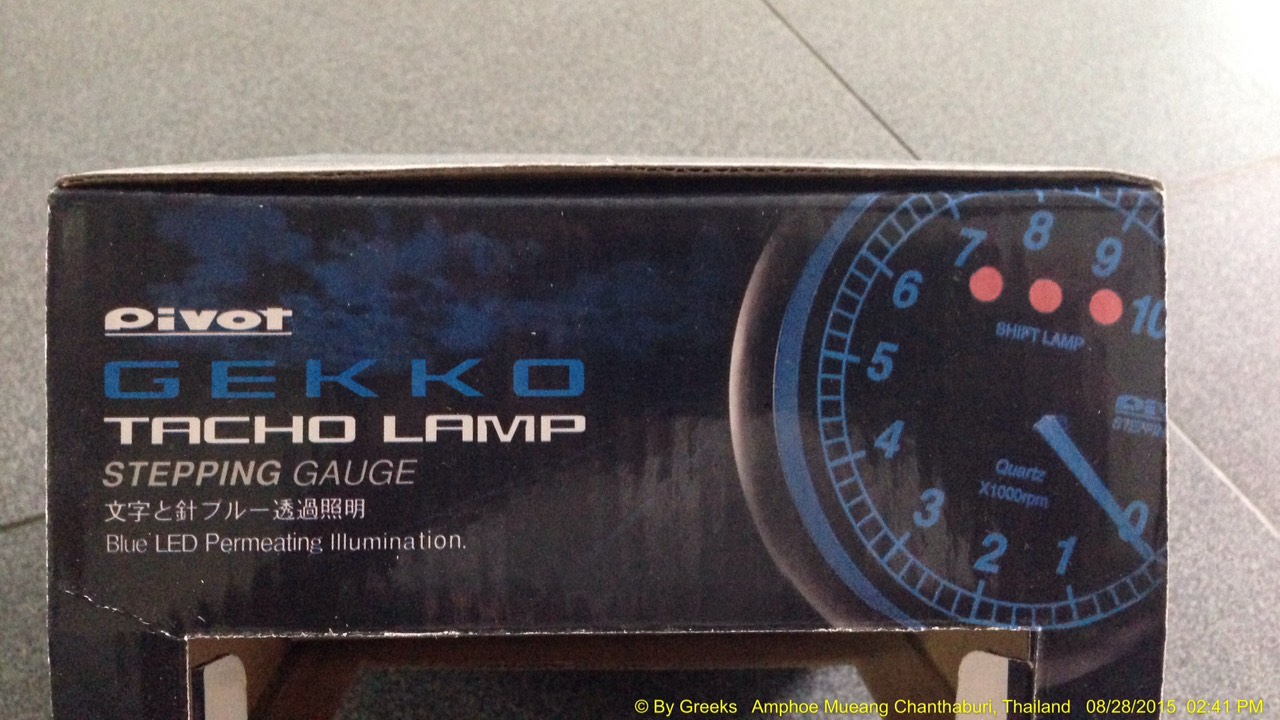 Pivot
GEKKO
TACHO LAMP
STEPPING GAUGE
文字と針ブルー透過照明
Blue LED Permeating Illumination.
7 8 9
6
10
SHIFT LAMP
5
4
Quartz
X1000rpm
3
0
2
1
© By Greeks Amphoe Mueang Chanthaburi, Thailand 08/28/2015 02:41 PM